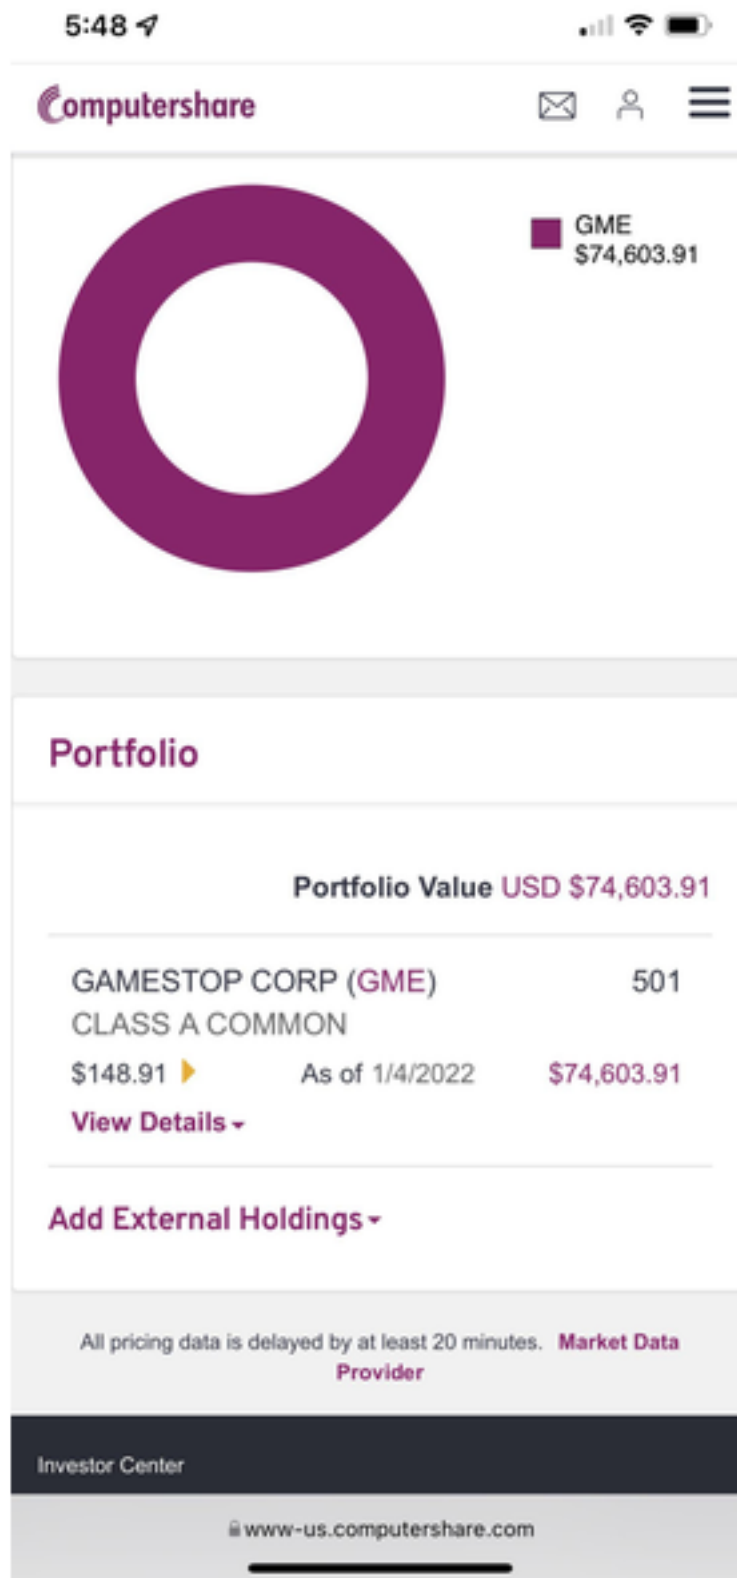 5:48
Computershare
GME
$74,603.91
Portfolio
Portfolio Value USD $74,603.91
GAMESTOP CORP (GME) 501
CLASS A COMMON
$148.91 As of 1/4/2022 $74,603.91
View Details
Add External Holdings
All pricing data is delayed by at least 20 minutes. Market Data
Provider
Investor Center
www-us.computershare.com